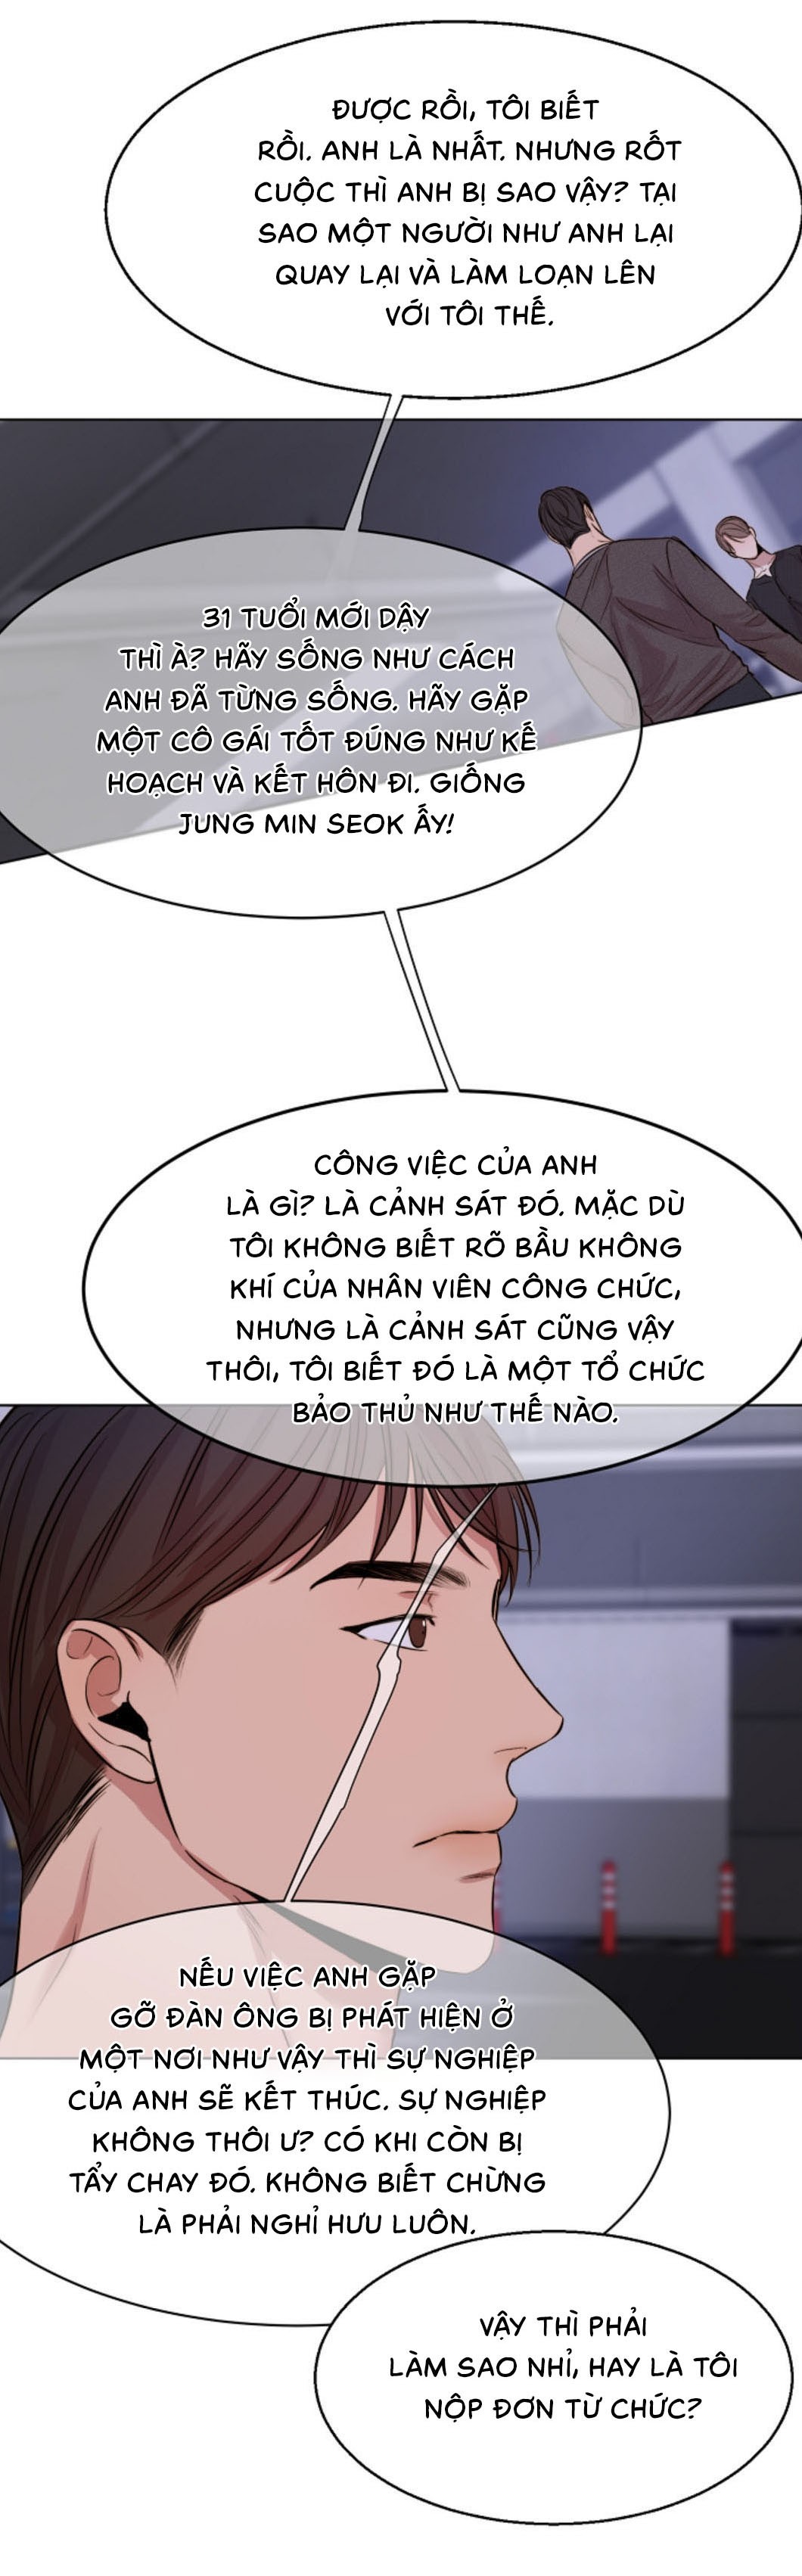 ĐƯỢC RỒI, TÔI BIẾT
RỒI. ANH LÀ NHẤT. NHƯNG RỐT
CUỘC THÌ ANH BỊ SAO VẬY? TẠI
SAO MỘT NGƯỜI NHƯ ANH LẠI
QUAY LẠI VÀ LÀM LOẠN LÊN
VỚI TÔI THẾ.
31 TUỔI MỚI DẬY
THÌ À? HÃY SỐNG NHƯ CÁCH
ANH ĐÃ TỪNG SỐNG. HÃY GẶP
MỘT CÔ GÁI TỐT ĐÚNG NHƯ KẾ
HOẠCH VÀ KẾT HÔN ĐI. GIỐNG
JUNG MIN SEOK ẤY!
CÔNG VIỆC CỦA ANH
LÀ GÌ? LÀ CẢNH SÁT ĐÓ. MẶC DÙ
TÔI KHÔNG BIẾT RÕ BẦU KHÔNG
KHÍ CỦA NHÂN VIÊN CÔNG CHỨC,
NHƯNG LÀ CẢNH SÁT CŨNG VẬY
THÔI, TÔI BIẾT ĐÓ LÀ MỘT TỔ CHỨC
BẢO THỦ NHƯ THẾ NÀO.
NẾU VIỆC ANH GẶP
GỠ ĐÀN ÔNG BỊ PHÁT HIỆN Ở
MỘT NƠI NHƯ VẬY THÌ SỰ NGHIỆP
CỦA ANH SẼ KẾT THÚC. SỰ NGHIỆP
KHÔNG THÔI Ư? CÓ KHI CÒN BỊ
TẨY CHAY ĐÓ. KHÔNG BIẾT CHỪNG
LÀ PHẢI NGHỈ HƯU LUÔN.
VẬY THÌ PHẢI
LÀM SAO NHỈ, HAY LÀ TÔI
NỘP ĐƠN TỪ CHỨC?